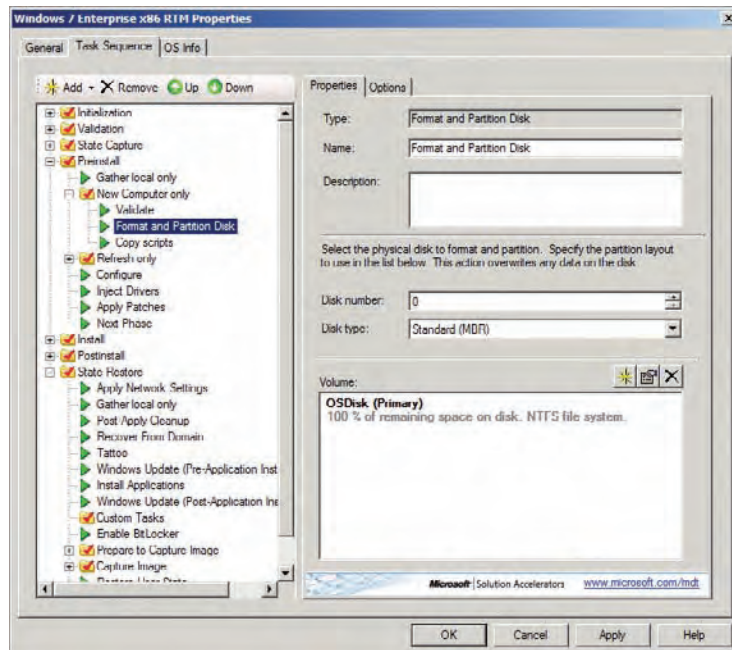 Windows 7 Enterprise x86 RTM Properties
General
Task Sequence
OS Info
Add
Remove
Up
Down
Initialization
Validation
State Capture
Preinstall
Gather local only
New Computer only
Validate
Format and Partition Disk
Copy scripts
Refresh only
Configure
Inject Drivers
Apply Patches
Next Phase
Install
Postinstall
State Restore
Apply Network Settings
Gather local only
Post Apply Cleanup
Recover From Domain
Tattoo
Windows Update (Pre-Application Inst
Install Applications
Windows Update (Post-Application Ins
Custom Tasks
Enable BitLocker
Prepare to Capture Image
Capture Image
Restore User State
Properties
Options
Type:
Format and Partition Disk
Name:
Format and Partition Disk
Description:
Select the physical disk to format and partition. Specify the partition layout
to use in the list below. This action overwrites any data on the disk
Disk number:
0
Disk type:
Standard (MBR)
Volume:
OSDisk (Primary)
100 % of remaining space on disk. NTFS file system.
Microsoft Solution Accelerators
www.microsoft.com/mdt
OK
Cancel
Apply
Help